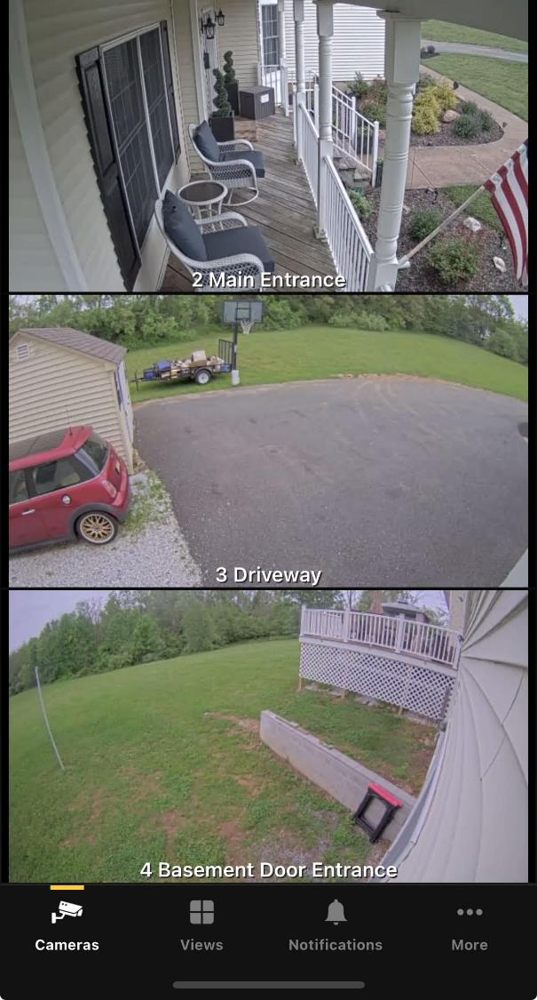 2 Main Entrance
3 Driveway
4 Basement Door Entrance
Cameras
Views
Notifications
More